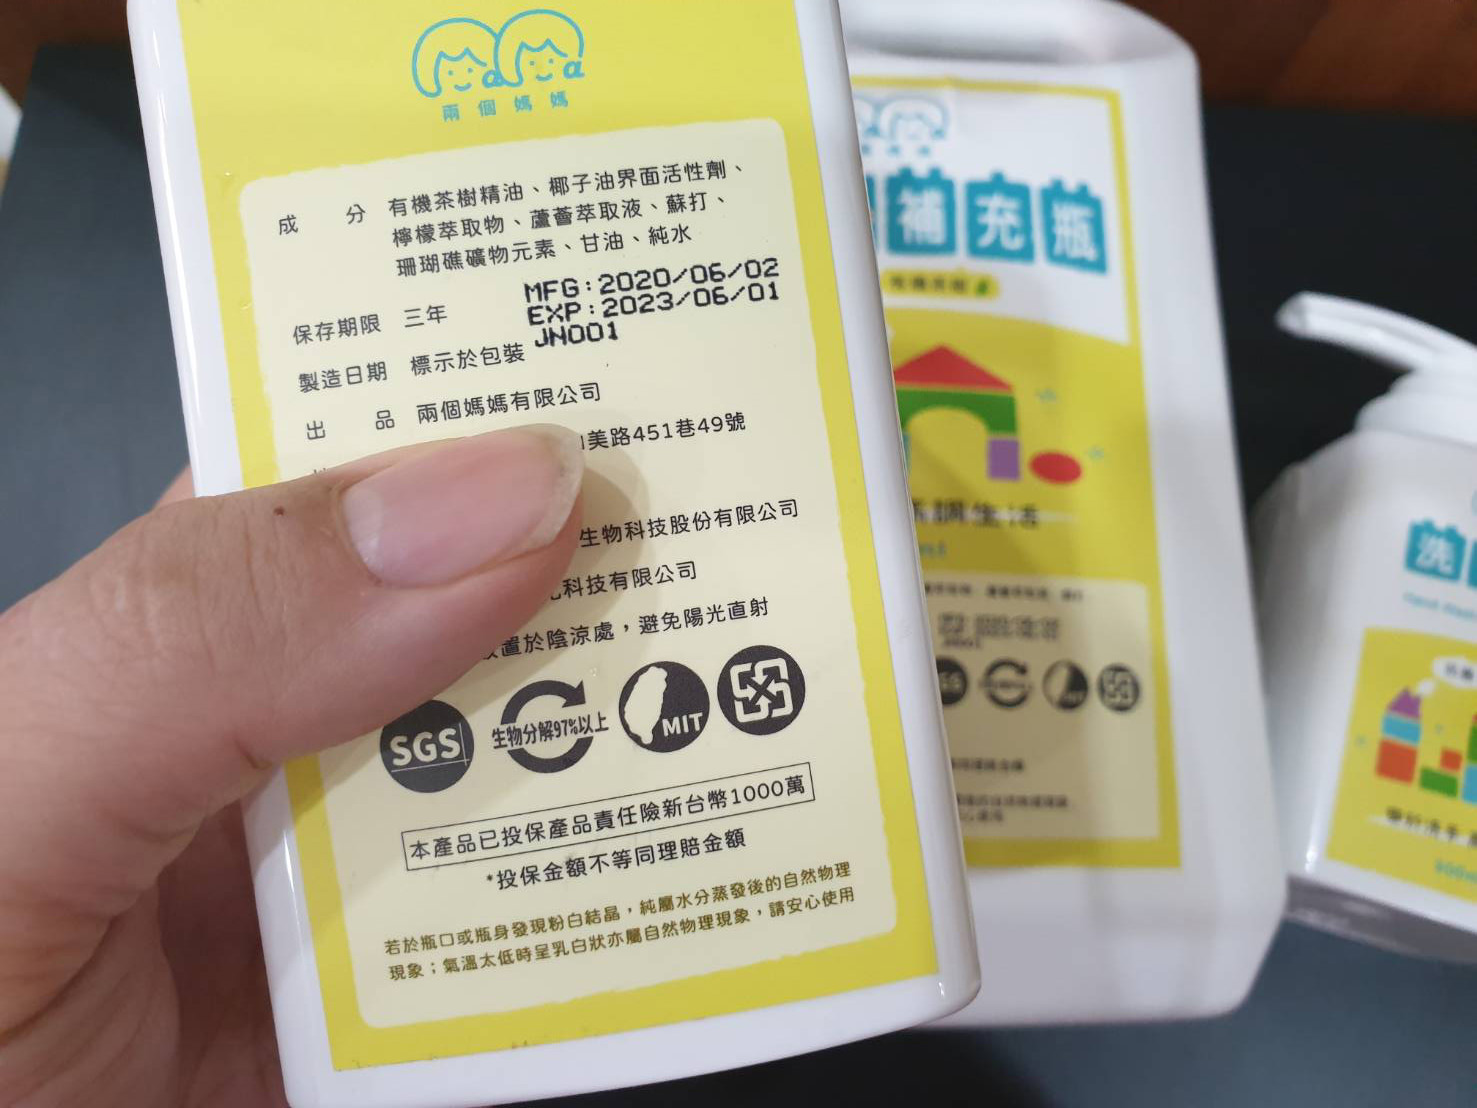 兩個媽媽
成分 有機茶樹精油、椰子油界面活性劑、
檸檬萃取物、蘆薈萃取液、蘇打、
珊瑚礁礦物元素、甘油、純水
保存期限 三年
MFG:2020/06/02
EXP:2023/06/01
JN001
製造日期 標示於包裝
出品 兩個媽媽有限公司
美路451巷49號
生物科技股份有限公司
科技有限公司
置於陰涼處，避免陽光直射
SGS
生物分解97%以上
MIT
本產品已投保產品責任險新台幣1000萬
*投保金額不等同理賠金額
若於瓶口或瓶身發現粉白結晶，純屬水分蒸發後的自然物理
現象；氣溫太低時呈乳白狀亦屬自然物理現象，請安心使用
補充瓶
調生活
洗